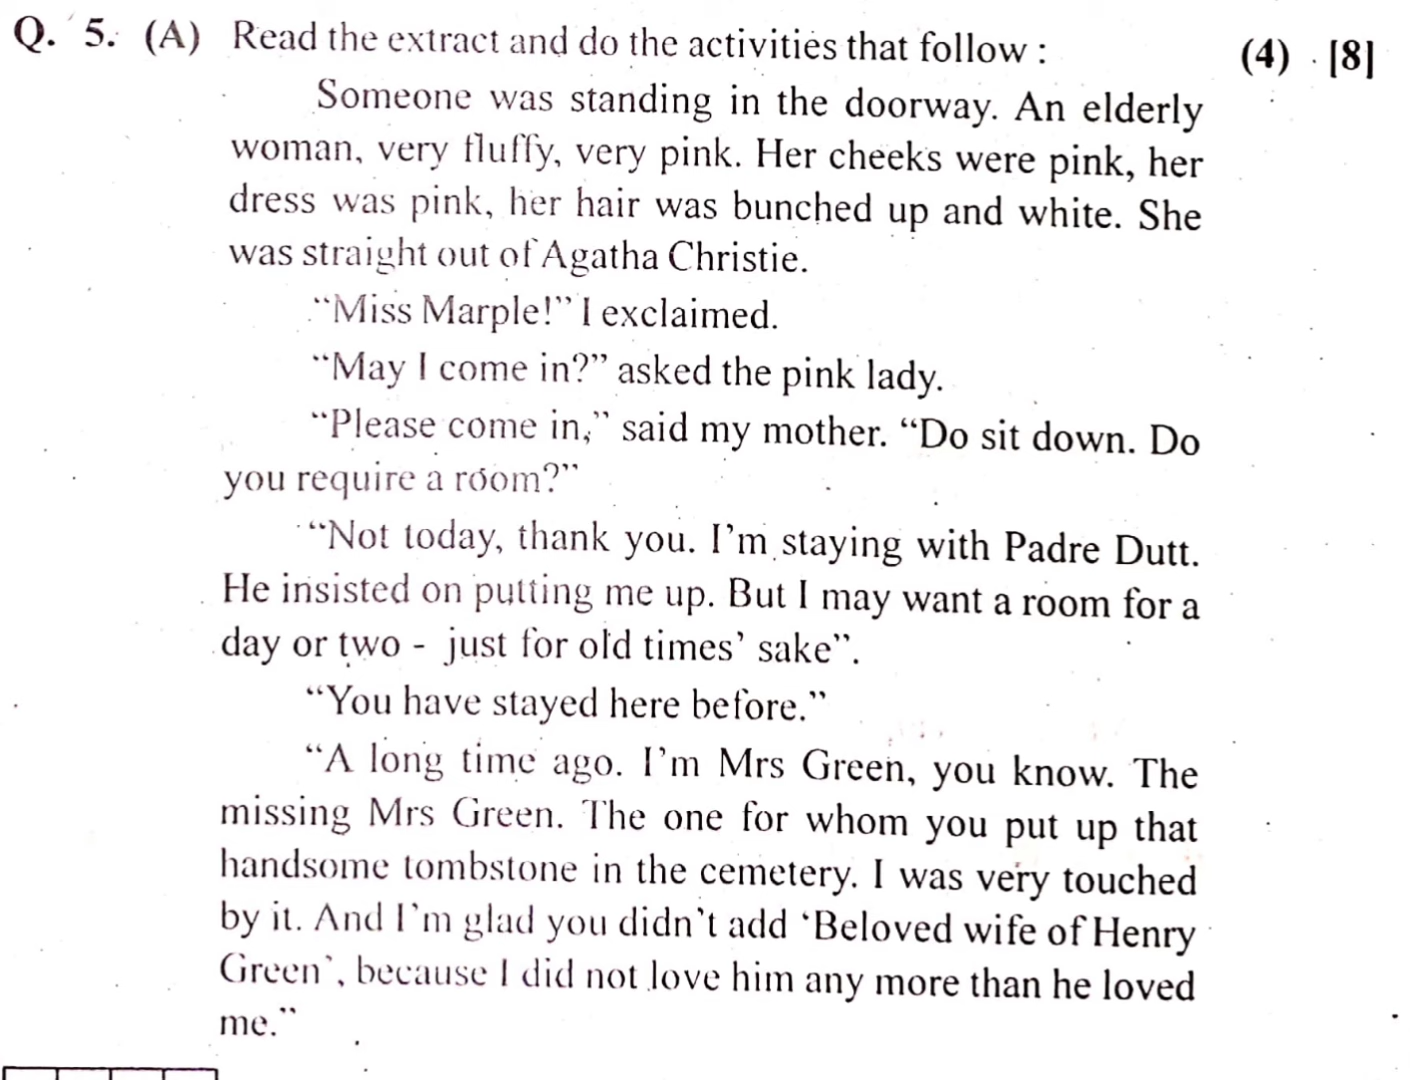 Q. 5. (A) Read the extract and do the activities that follow : (4) [8]
Someone was standing in the doorway. An elderly
woman, very fluffy, very pink. Her cheeks were pink, her
dress was pink, her hair was bunched up and white. She
was straight out of Agatha Christie.
“Miss Marple!” I exclaimed.
“May I come in?” asked the pink lady.
“Please come in,” said my mother. “Do sit down. Do
you require a room?”
“Not today, thank you. I’m staying with Padre Dutt.
He insisted on putting me up. But I may want a room for a
day or two - just for old times’ sake”.
“You have stayed here before.”
“A long time ago. I’m Mrs Green, you know. The
missing Mrs Green. The one for whom you put up that
handsome tombstone in the cemetery. I was very touched
by it. And I’m glad you didn’t add ‘Beloved wife of Henry
Green’, because I did not love him any more than he loved
me.”